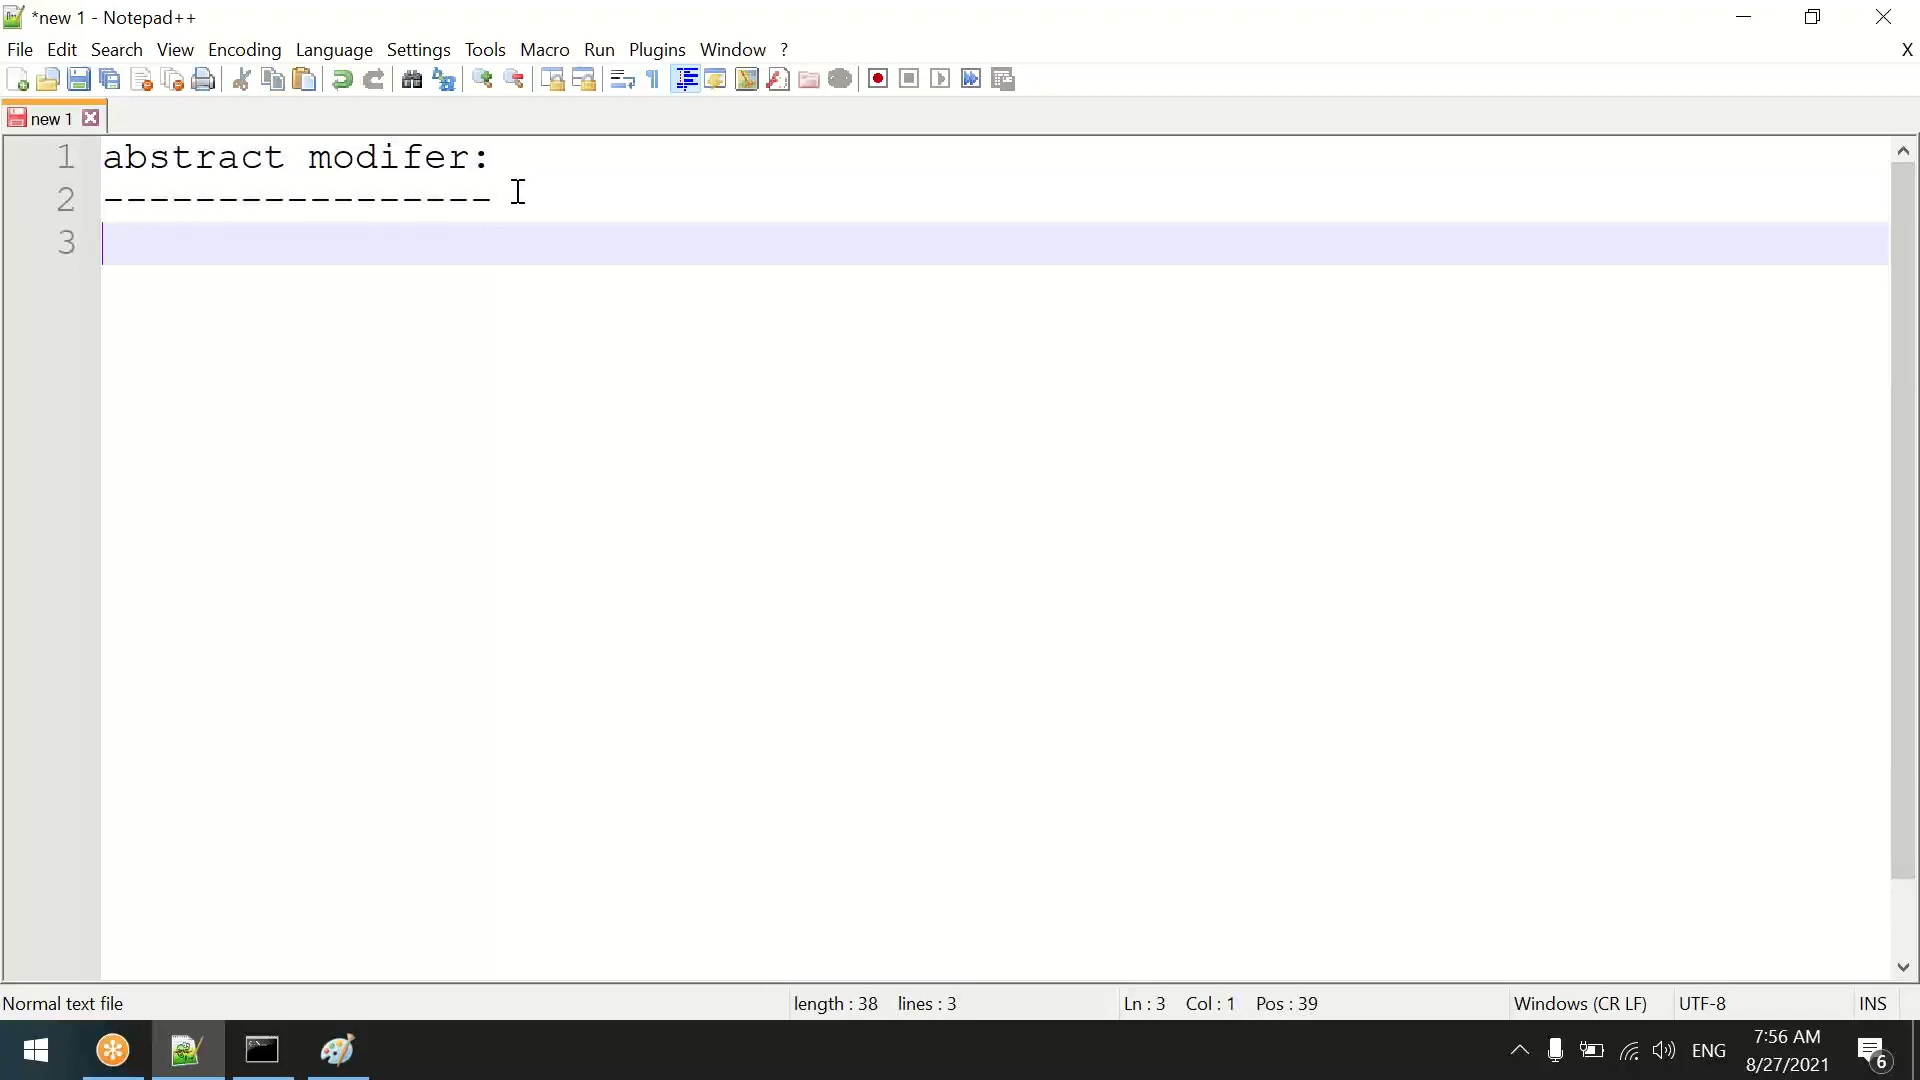 *new 1 - Notepad++
File Edit Search View Encoding Language Settings Tools Macro Run Plugins Window ? X
new 1
1 abstract modifer:
2 -----------------
3
Normal text file length : 38 lines : 3 Ln : 3 Col : 1 Pos : 39 Windows (CR LF) UTF-8 INS
ENG 7:56 AM
8/27/2021 6